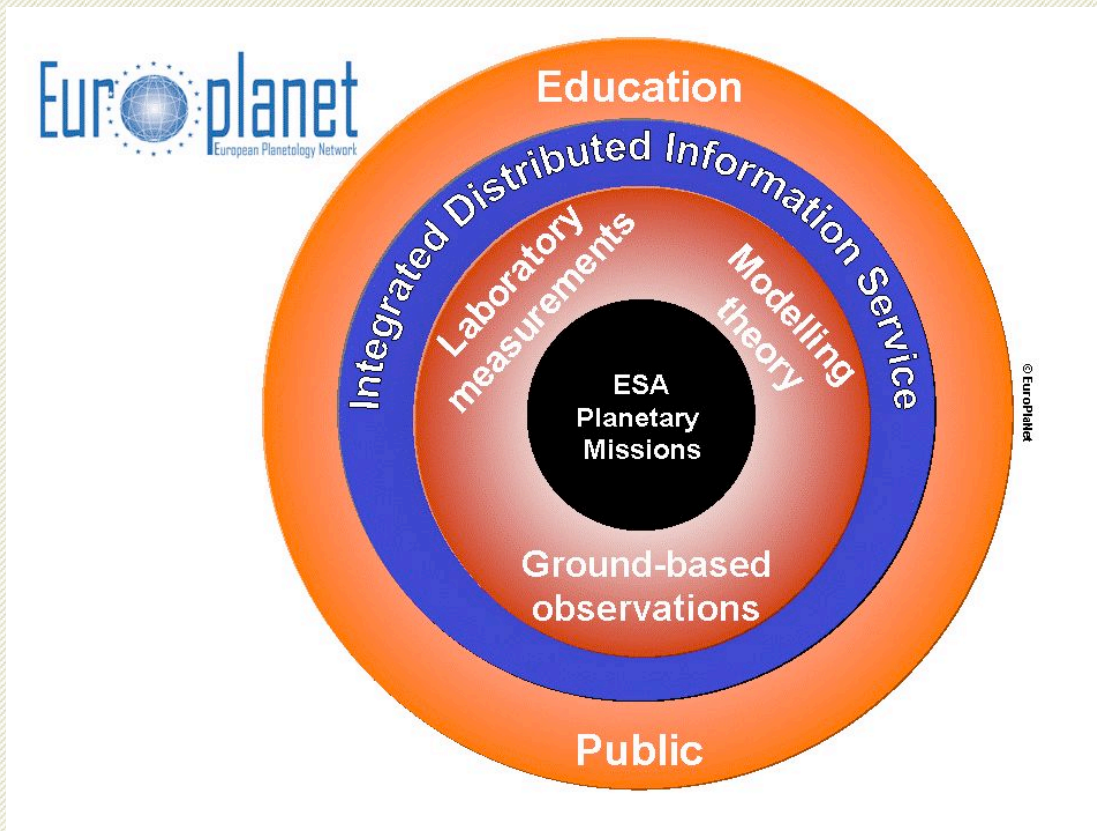 Europlanet
European Planetology Network
Education
Integrated Distributed Information Service
Laboratory
measurements
Modelling
theory
ESA
Planetary
Missions
Ground-based
observations
Public
© EuroPlaNet